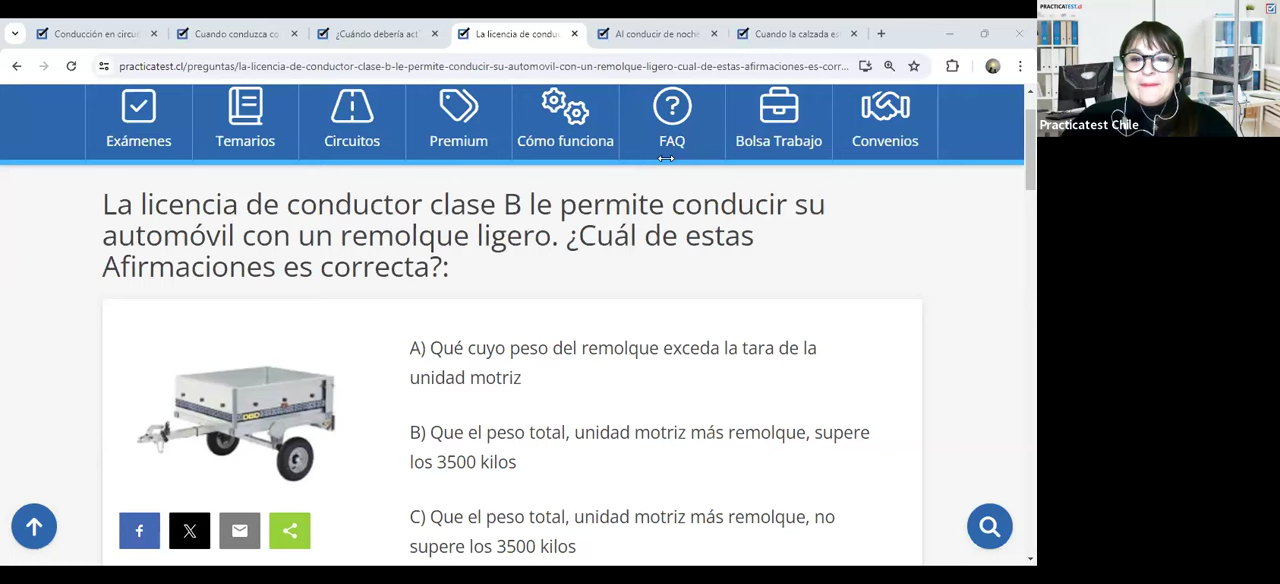 Conducción en circu
Cuando conduzca co
¿Cuándo debería act
La licencia de condu
Al conducir de noche
Cuando la calzada es
practicatest.cl/preguntas/la-licencia-de-conductor-clase-b-le-permite-conducir-su-automovil-con-un-remolque-ligero-cual-de-estas-afirmaciones-es-corr...
PRACTICATEST.cl
Practicatest Chile
Exámenes
Temarios
Circuitos
Premium
Cómo funciona
FAQ
Bolsa Trabajo
Convenios
La licencia de conductor clase B le permite conducir su
automóvil con un remolque ligero. ¿Cuál de estas
Afirmaciones es correcta?:
A) Qué cuyo peso del remolque exceda la tara de la
unidad motriz
B) Que el peso total, unidad motriz más remolque, supere
los 3500 kilos
C) Que el peso total, unidad motriz más remolque, no
supere los 3500 kilos